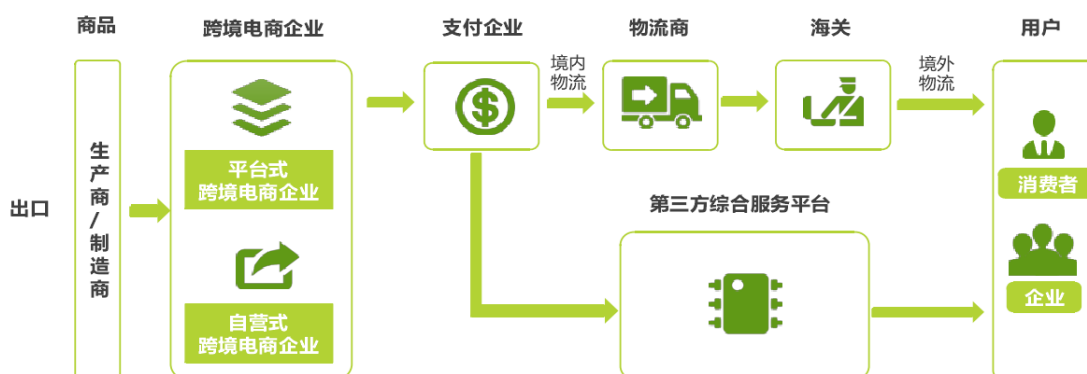 商品
跨境电商企业
支付企业
物流商
海关
用户
境内
物流
境外
物流
出口
生产商/制造商
平台式
跨境电商企业
自营式
跨境电商企业
第三方综合服务平台
消费者
企业